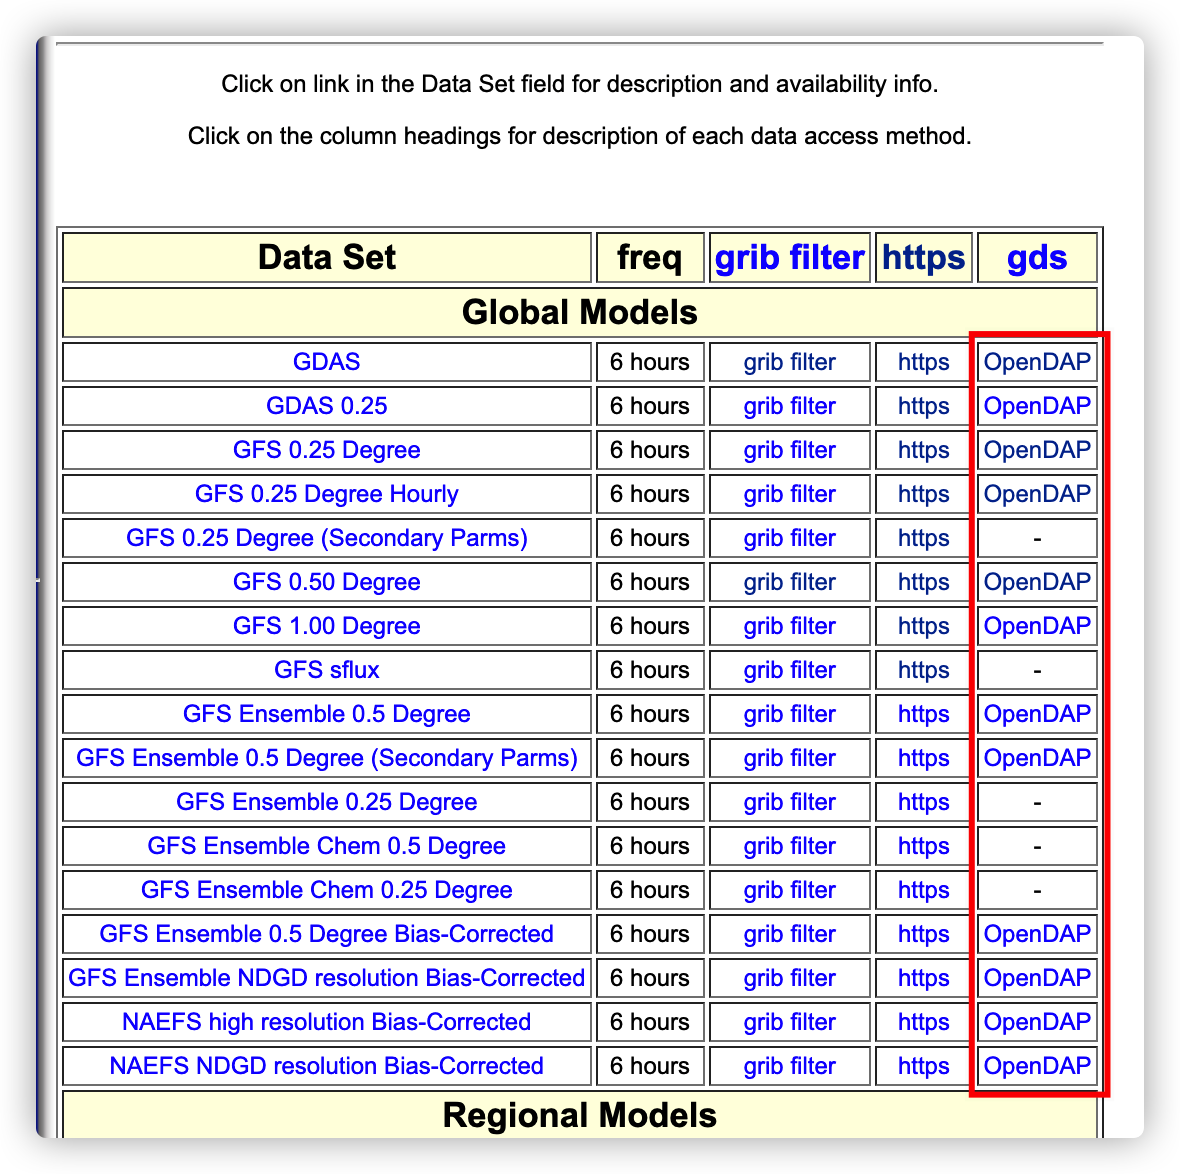 Click on link in the Data Set field for description and availability info.
Click on the column headings for description of each data access method.
Data Set freq grib filter https gds
Global Models
GDAS 6 hours grib filter https OpenDAP
GDAS 0.25 6 hours grib filter https OpenDAP
GFS 0.25 Degree 6 hours grib filter https OpenDAP
GFS 0.25 Degree Hourly 6 hours grib filter https OpenDAP
GFS 0.25 Degree (Secondary Parms) 6 hours grib filter https -
GFS 0.50 Degree 6 hours grib filter https OpenDAP
GFS 1.00 Degree 6 hours grib filter https OpenDAP
GFS sflux 6 hours grib filter https -
GFS Ensemble 0.5 Degree 6 hours grib filter https OpenDAP
GFS Ensemble 0.5 Degree (Secondary Parms) 6 hours grib filter https OpenDAP
GFS Ensemble 0.25 Degree 6 hours grib filter https -
GFS Ensemble Chem 0.5 Degree 6 hours grib filter https -
GFS Ensemble Chem 0.25 Degree 6 hours grib filter https -
GFS Ensemble 0.5 Degree Bias-Corrected 6 hours grib filter https OpenDAP
GFS Ensemble NDGD resolution Bias-Corrected 6 hours grib filter https OpenDAP
NAEFS high resolution Bias-Corrected 6 hours grib filter https OpenDAP
NAEFS NDGD resolution Bias-Corrected 6 hours grib filter https OpenDAP
Regional Models